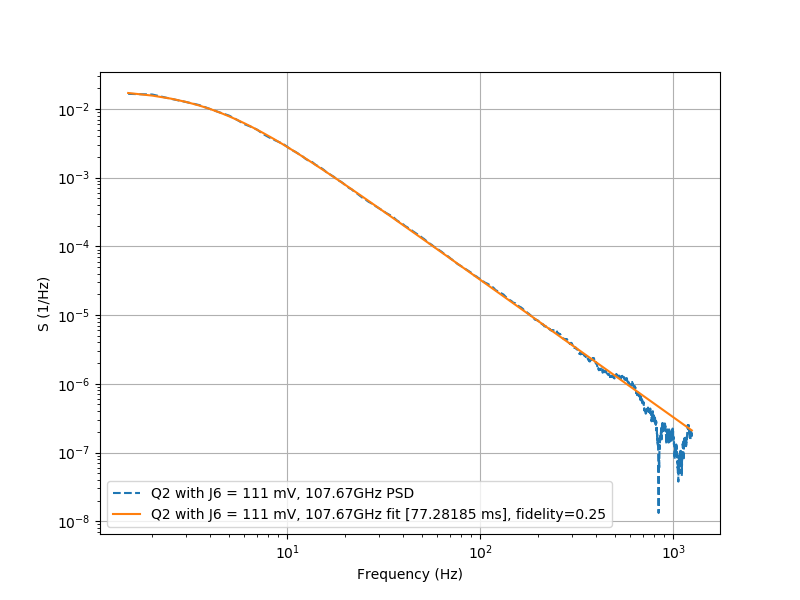 S (1/Hz)
10⁻²
10⁻³
10⁻⁴
10⁻⁵
10⁻⁶
10⁻⁷
10⁻⁸
Q2 with J6 = 111 mV, 107.67GHz PSD
Q2 with J6 = 111 mV, 107.67GHz fit [77.28185 ms], fidelity=0.25
10¹ 10² 10³
Frequency (Hz)